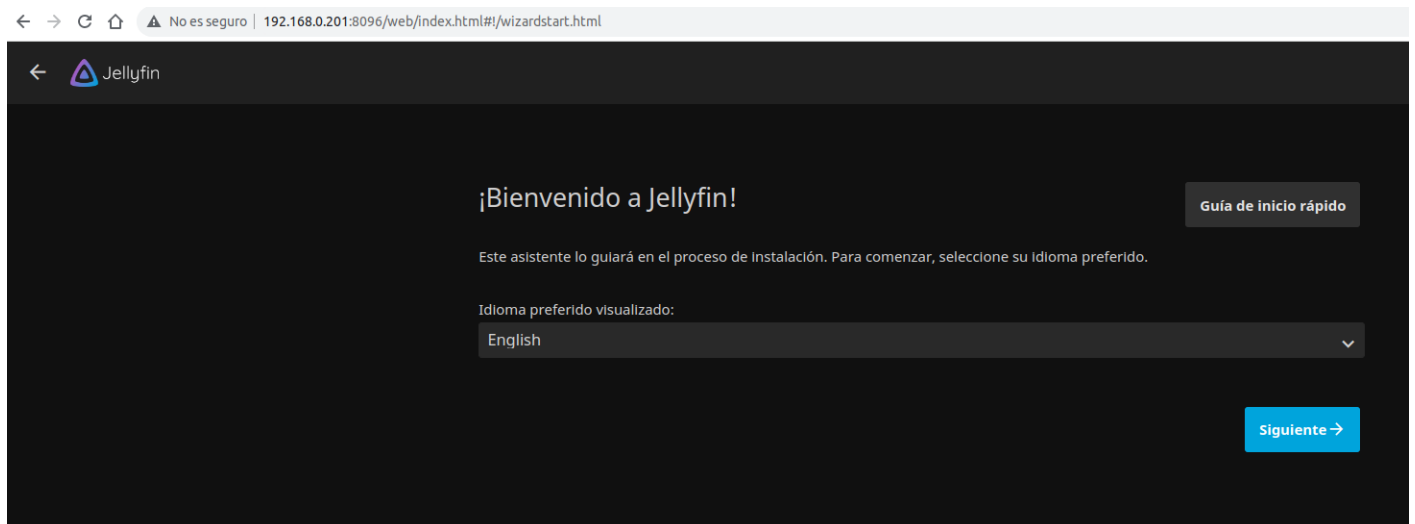 No es seguro | 192.168.0.201:8096/web/index.html#!/wizardstart.html
Jellyfin
¡Bienvenido a Jellyfin!
Guía de inicio rápido
Este asistente lo guiará en el proceso de instalación. Para comenzar, seleccione su idioma preferido.
Idioma preferido visualizado:
English
Siguiente